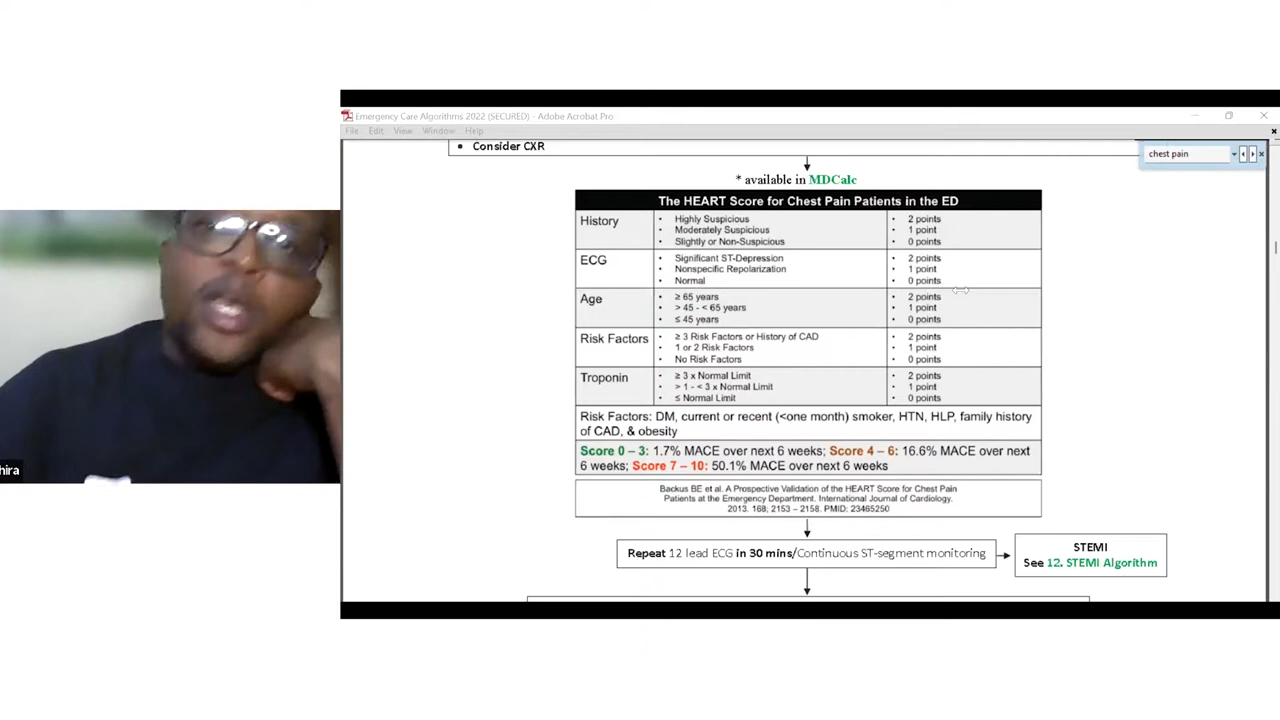 Emergency Care Algorithms 2022 (SECURED) - Adobe Acrobat Pro
File Edit View Window Help
chest pain
• Consider CXR
* available in MDCalc
The HEART Score for Chest Pain Patients in the ED
History
• Highly Suspicious • 2 points
• Moderately Suspicious • 1 point
• Slightly or Non-Suspicious • 0 points
ECG
• Significant ST-Depression • 2 points
• Nonspecific Repolarization • 1 point
• Normal • 0 points
Age
• ≥ 65 years • 2 points
• > 45 - < 65 years • 1 point
• ≤ 45 years • 0 points
Risk Factors
• ≥ 3 Risk Factors or History of CAD • 2 points
• 1 or 2 Risk Factors • 1 point
• No Risk Factors • 0 points
Troponin
• ≥ 3 x Normal Limit • 2 points
• > 1 - < 3 x Normal Limit • 1 point
• ≤ Normal Limit • 0 points
Risk Factors: DM, current or recent (<one month) smoker, HTN, HLP, family history
of CAD, & obesity
Score 0 – 3: 1.7% MACE over next 6 weeks; Score 4 – 6: 16.6% MACE over next
6 weeks; Score 7 – 10: 50.1% MACE over next 6 weeks
Backus BE et al. A Prospective Validation of the HEART Score for Chest Pain
Patients at the Emergency Department. International Journal of Cardiology.
2013. 168; 2153 – 2158. PMID: 23465250
Repeat 12 lead ECG in 30 mins/Continuous ST-segment monitoring
STEMI
See 12. STEMI Algorithm
hira